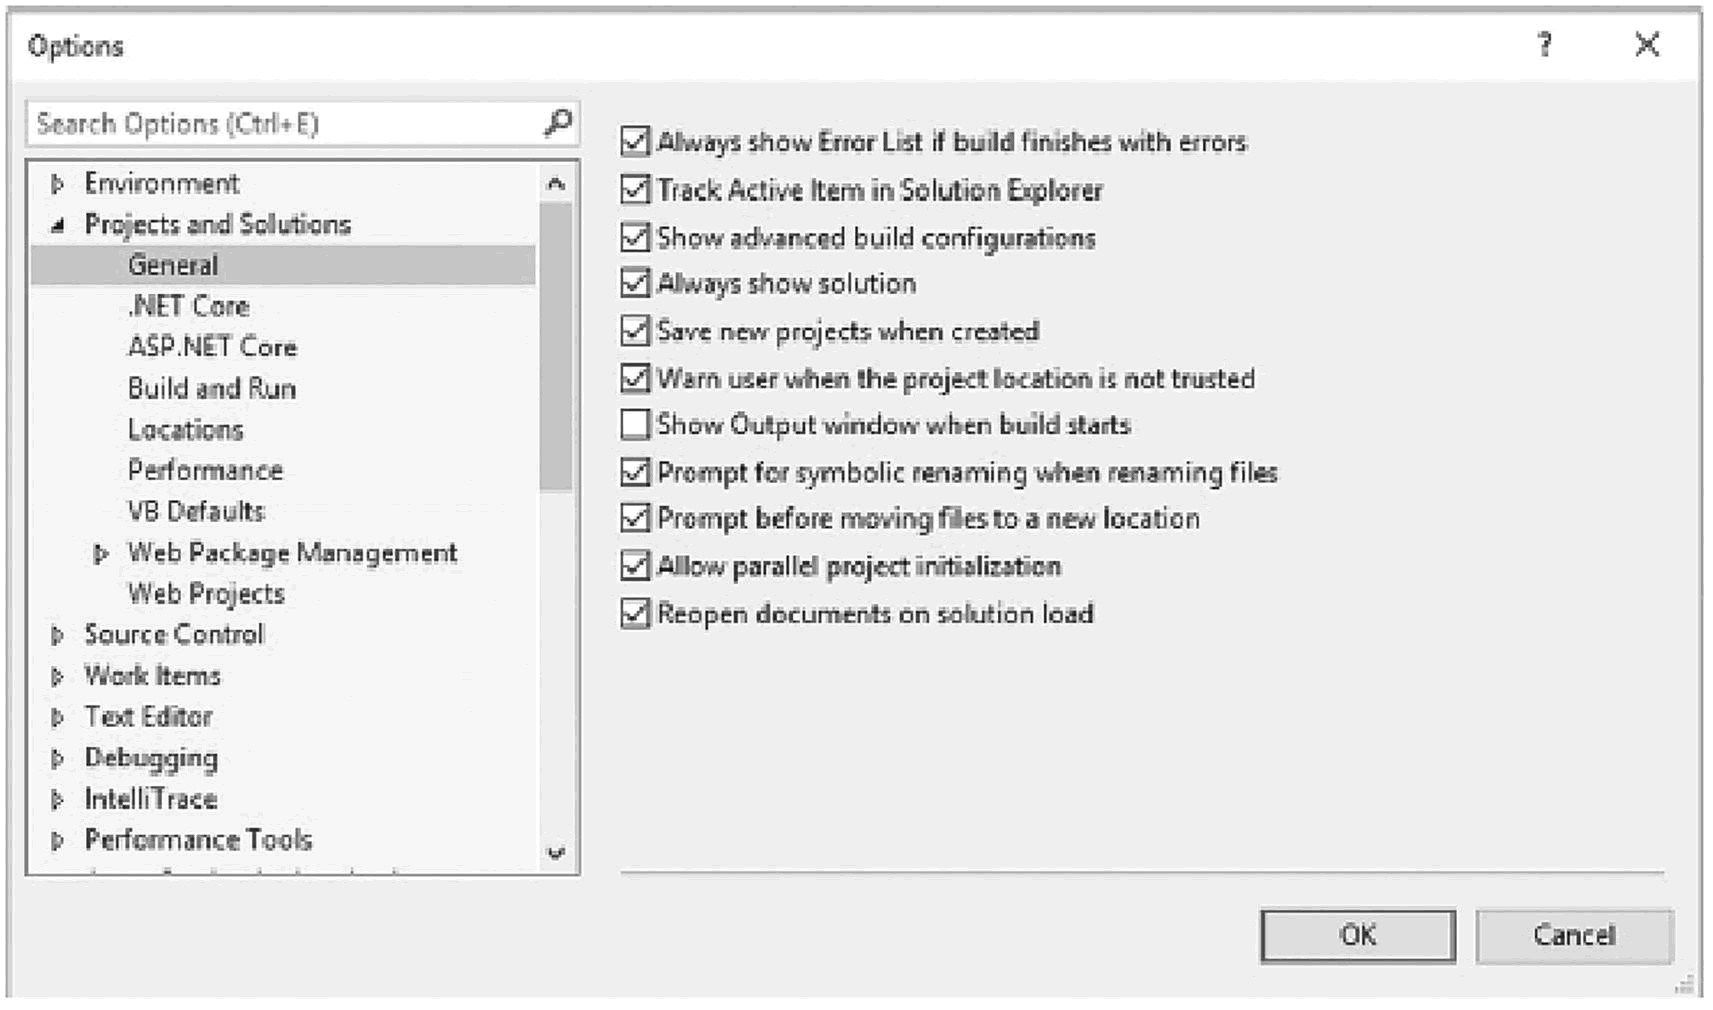 Options
?
Search Options (Ctrl+E)
Environment
Projects and Solutions
General
.NET Core
ASP.NET Core
Build and Run
Locations
Performance
VB Defaults
Web Package Management
Web Projects
Source Control
Work Items
Text Editor
Debugging
IntelliTrace
Performance Tools
Always show Error List if build finishes with errors
Track Active Item in Solution Explorer
Show advanced build configurations
Always show solution
Save new projects when created
Warn user when the project location is not trusted
Show Output window when build starts
Prompt for symbolic renaming when renaming files
Prompt before moving files to a new location
Allow parallel project initialization
Reopen documents on solution load
OK
Cancel